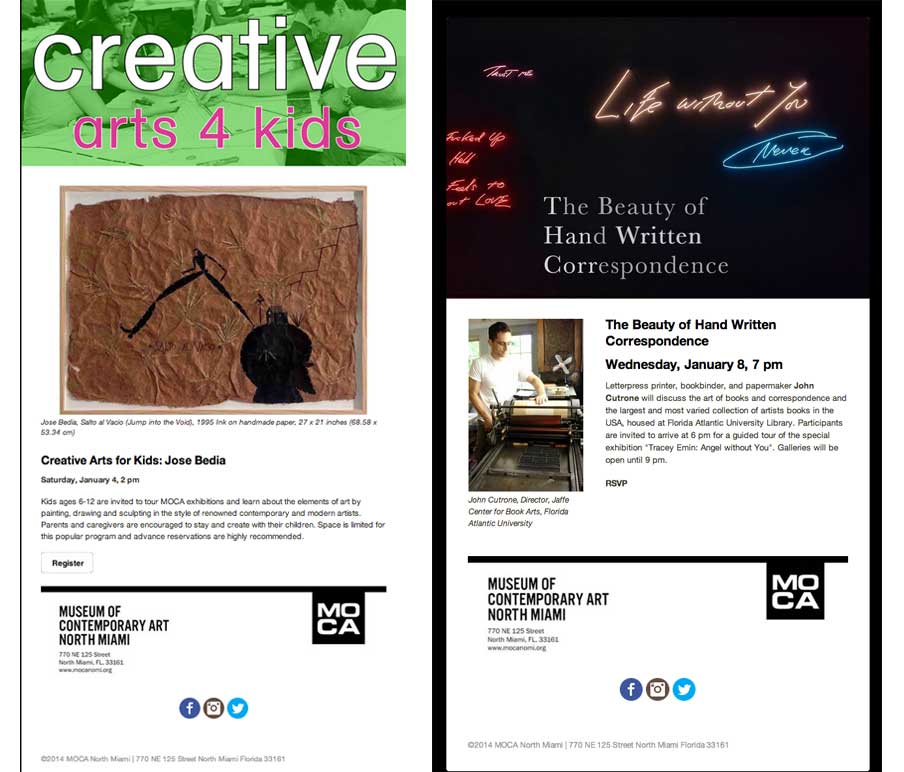 creative
arts 4 kids
SALTO AL VACIO
Jose Bedia, Salto al Vacio (Jump into the Void), 1995 Ink on handmade paper, 27 x 21 inches (68.58 x
53.34 cm)
Creative Arts for Kids: Jose Bedia
Saturday, January 4, 2 pm
Kids ages 6-12 are invited to tour MOCA exhibitions and learn about the elements of art by
painting, drawing and sculpting in the style of renowned contemporary and modern artists.
Parents and caregivers are encouraged to stay and create with their children. Space is limited for
this popular program and advance reservations are highly recommended.
Register
MUSEUM OF
CONTEMPORARY ART
NORTH MIAMI
770 NE 125 Street
North Miami, FL. 33161
www.mocanomi.org
MO
CA
©2014 MOCA North Miami | 770 NE 125 Street North Miami Florida 33161
Trust me
Life without You
Never
Fucked Up
Hell
Feels to
out LOVE
The Beauty of
Hand Written
Correspondence
The Beauty of Hand Written
Correspondence
Wednesday, January 8, 7 pm
Letterpress printer, bookbinder, and papermaker John
Cutrone will discuss the art of books and correspondence and
the largest and most varied collection of artists books in the
USA, housed at Florida Atlantic University Library. Participants
are invited to arrive at 6 pm for a guided tour of the special
exhibition "Tracey Emin: Angel without You". Galleries will be
open until 9 pm.
RSVP
John Cutrone, Director, Jaffe
Center for Book Arts, Florida
Atlantic University
MUSEUM OF
CONTEMPORARY ART
NORTH MIAMI
770 NE 125 Street
North Miami, FL. 33161
www.mocanomi.org
MO
CA
©2014 MOCA North Miami | 770 NE 125 Street North Miami Florida 33161